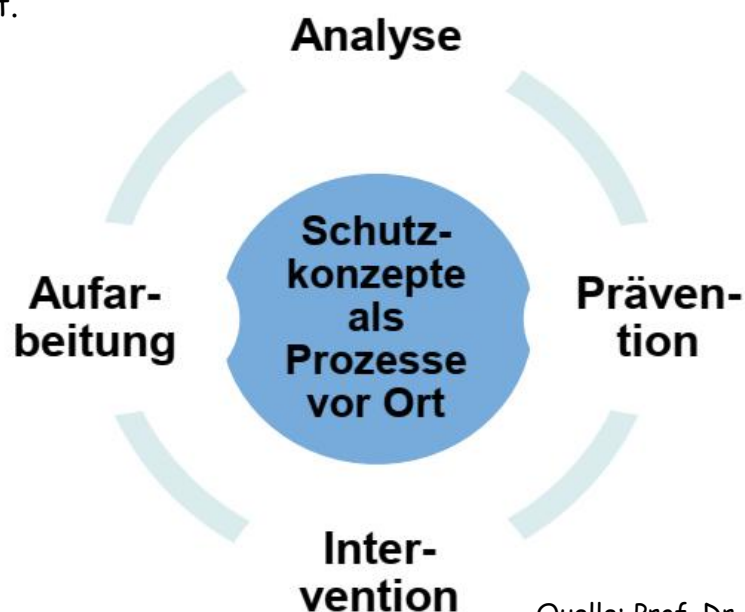 Analyse
Schutz-
konzepte
als
Prozesse
vor Ort
Aufar-
beitung
Präven-
tion
Inter-
vention
Quelle: Prof. Dr.